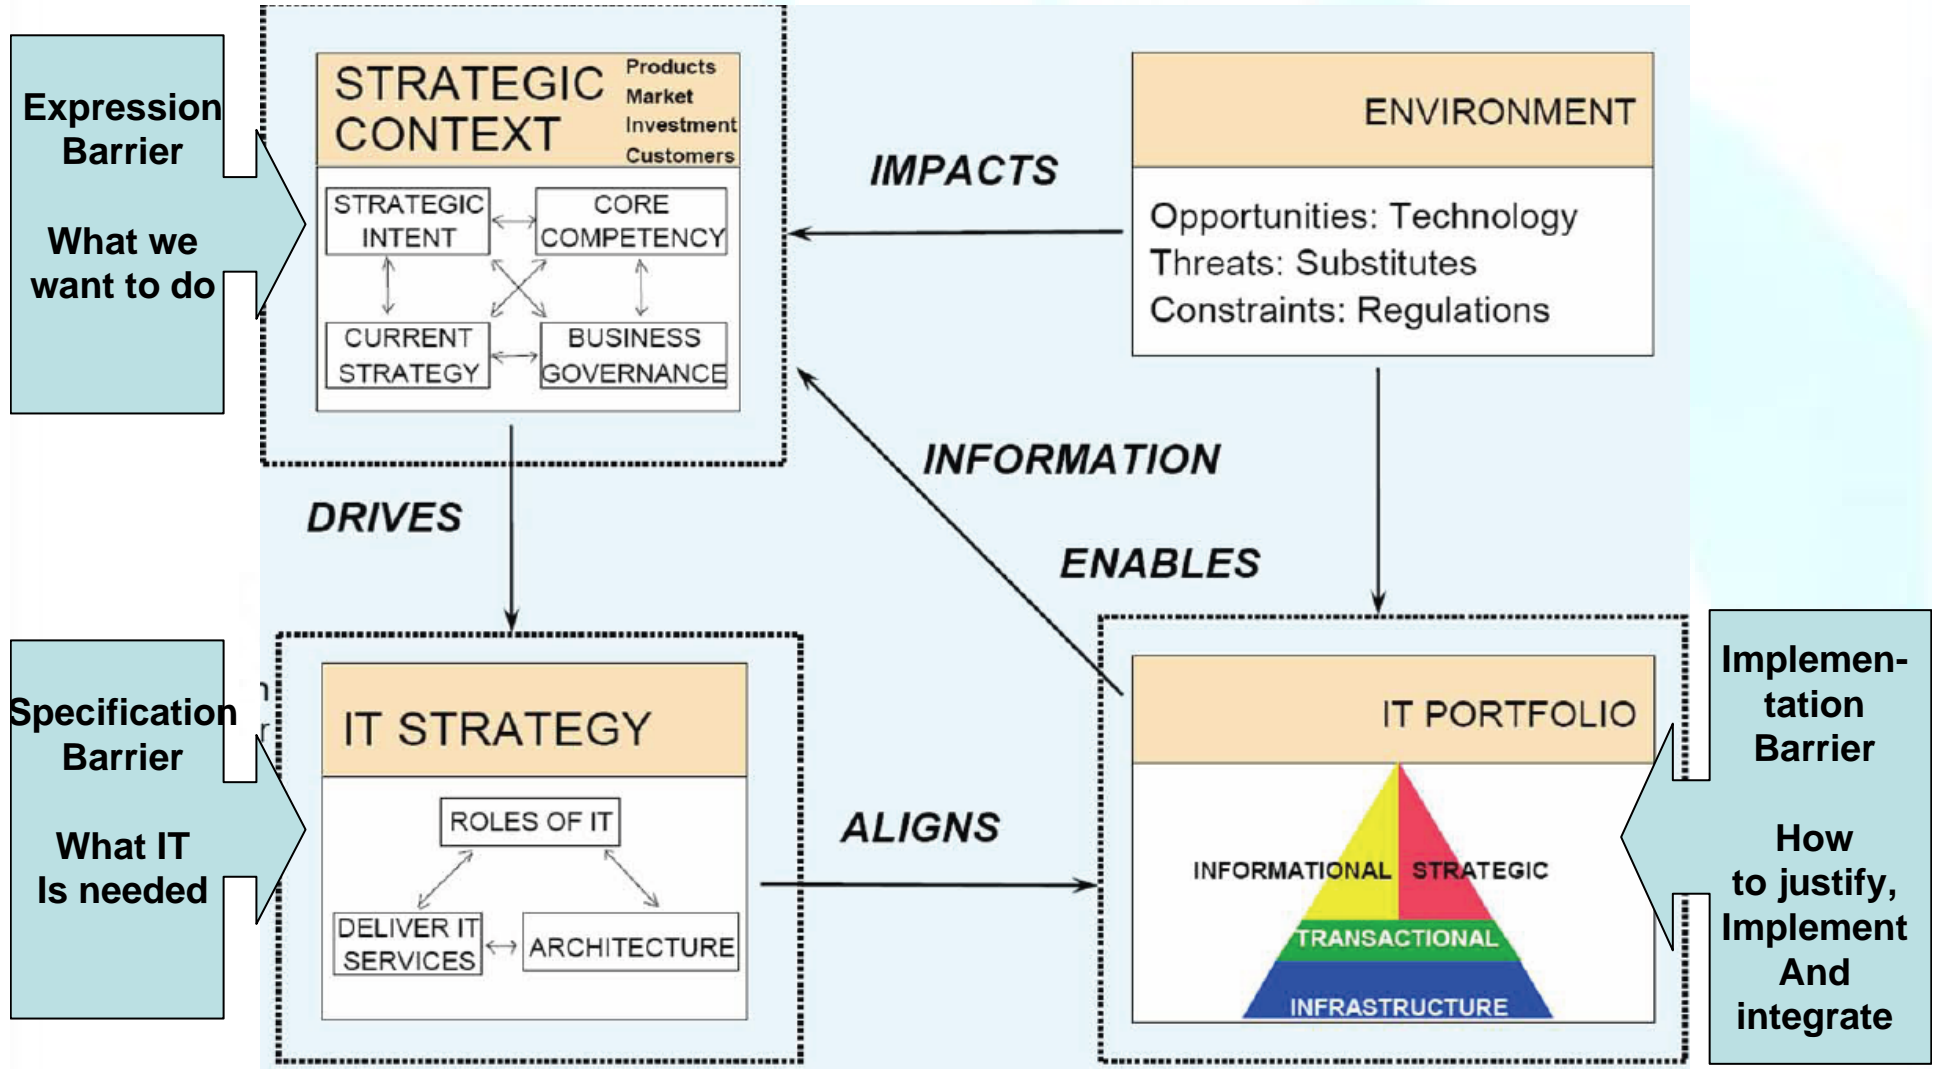 Expression
Barrier
What we
want to do
STRATEGIC
CONTEXT
Products
Market
Investment
Customers
STRATEGIC
INTENT
CORE
COMPETENCY
CURRENT
STRATEGY
BUSINESS
GOVERNANCE
IMPACTS
ENVIRONMENT
Opportunities: Technology
Threats: Substitutes
Constraints: Regulations
DRIVES
INFORMATION
ENABLES
Specification
Barrier
What IT
Is needed
IT STRATEGY
ROLES OF IT
DELIVER IT
SERVICES
ARCHITECTURE
ALIGNS
IT PORTFOLIO
INFORMATIONAL
STRATEGIC
TRANSACTIONAL
INFRASTRUCTURE
Implemen-
tation
Barrier
How
to justify,
Implement
And
integrate